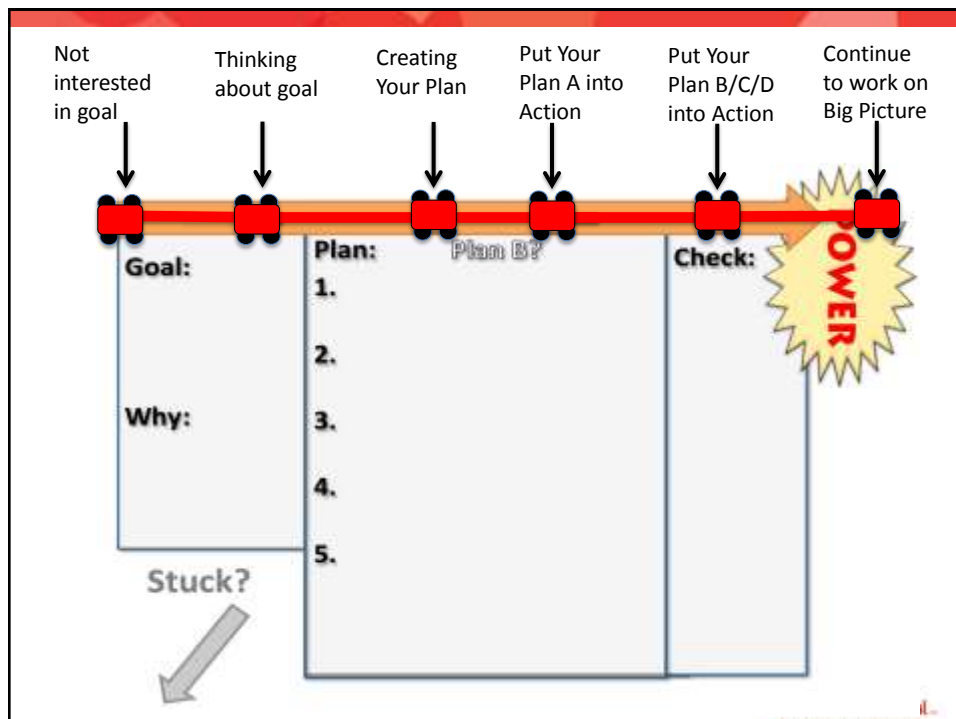 Not
interested
in goal
Thinking
about goal
Creating
Your Plan
Put Your
Plan A into
Action
Put Your
Plan B/C/D
into Action
Continue
to work on
Big Picture
Goal:
Why:
Plan:
Plan B?
1.
2.
3.
4.
5.
Check:
POWER
Stuck?